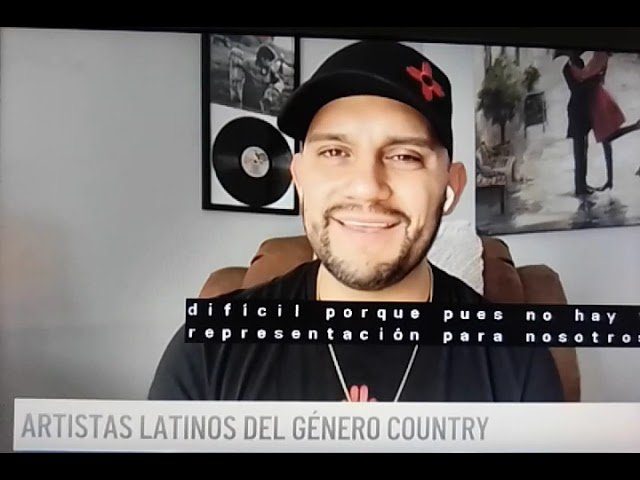 difícil porque pues no hay
representación para nosotros
ARTISTAS LATINOS DEL GÉNERO COUNTRY